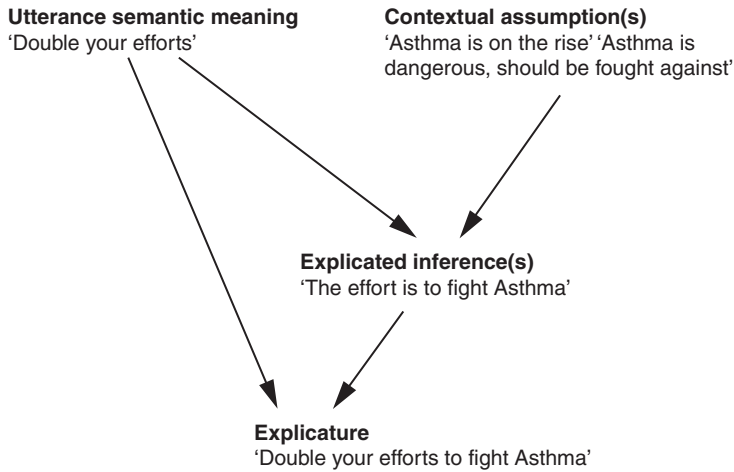 Utterance semantic meaning
‘Double your efforts’
Contextual assumption(s)
‘Asthma is on the rise’ ‘Asthma is
dangerous, should be fought against’
Explicated inference(s)
‘The effort is to fight Asthma’
Explicature
‘Double your efforts to fight Asthma’